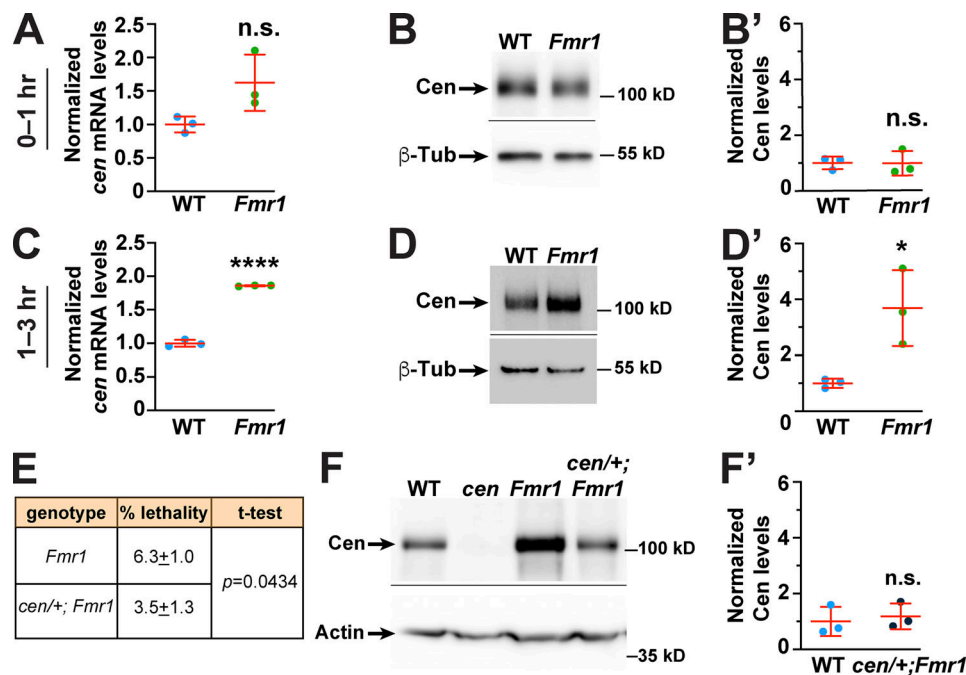 A
0–1 hr
Normalized
cen mRNA levels
2.5
2.0
1.5
1.0
0.5
0
n.s.
WT
Fmr1
B
WT
Fmr1
Cen
100 kD
β-Tub
55 kD
B'
Normalized
Cen levels
6
4
2
0
n.s.
WT
Fmr1
C
1–3 hr
Normalized
cen mRNA levels
2.5
2.0
1.5
1.0
0.5
0
****
WT
Fmr1
D
WT
Fmr1
Cen
100 kD
β-Tub
55 kD
D'
Normalized
Cen levels
6
4
2
0
*
WT
Fmr1
E
genotype % lethality t-test
Fmr1 6.3±1.0
p=0.0434
cen/+; Fmr1 3.5±1.3
F
cen/+;
WT cen Fmr1 Fmr1
Cen
100 kD
Actin
35 kD
F'
Normalized
Cen levels
6
4
2
0
n.s.
WT
cen/+;Fmr1